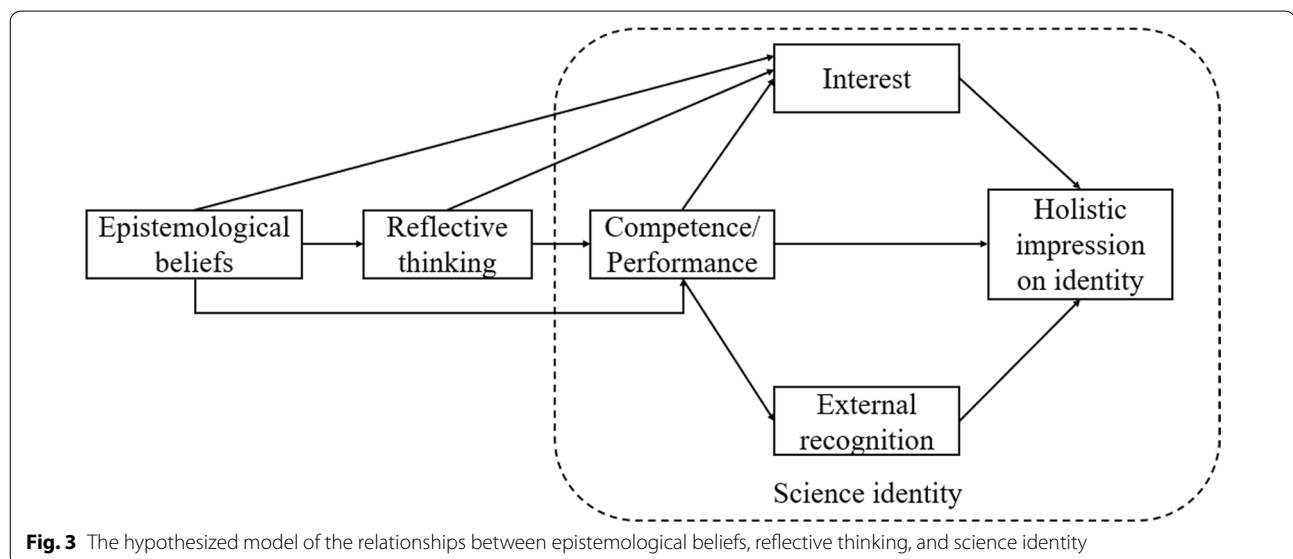 Interest
Epistemological
beliefs
Reflective
thinking
Competence/
Performance
Holistic
impression
on identity
External
recognition
Science identity
Fig. 3 The hypothesized model of the relationships between epistemological beliefs, reflective thinking, and science identity